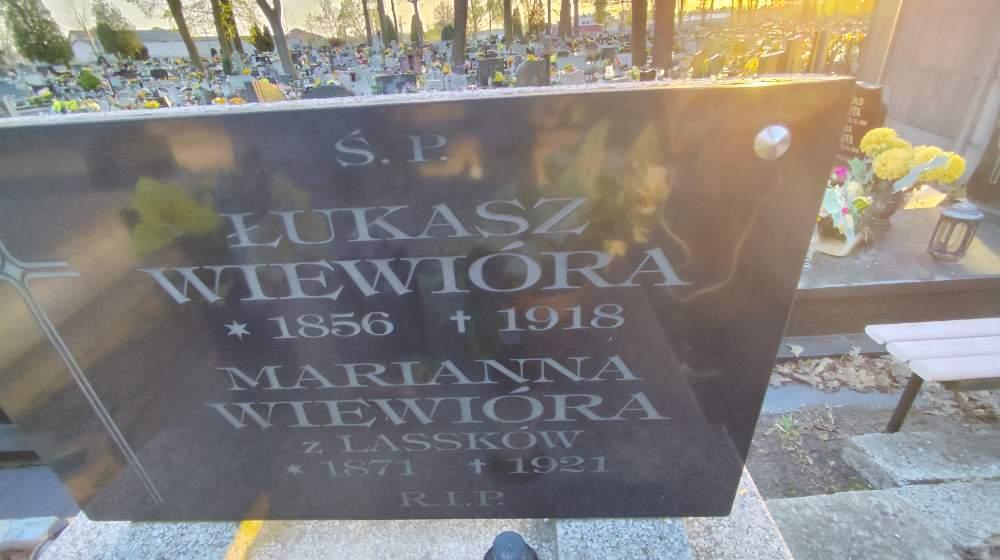 Ś. P.
ŁUKASZ
WIEWIÓRA
* 1856 † 1918
MARIANNA
WIEWIÓRA
z LASSKÓW
* 1871 † 1921
R.I.P.